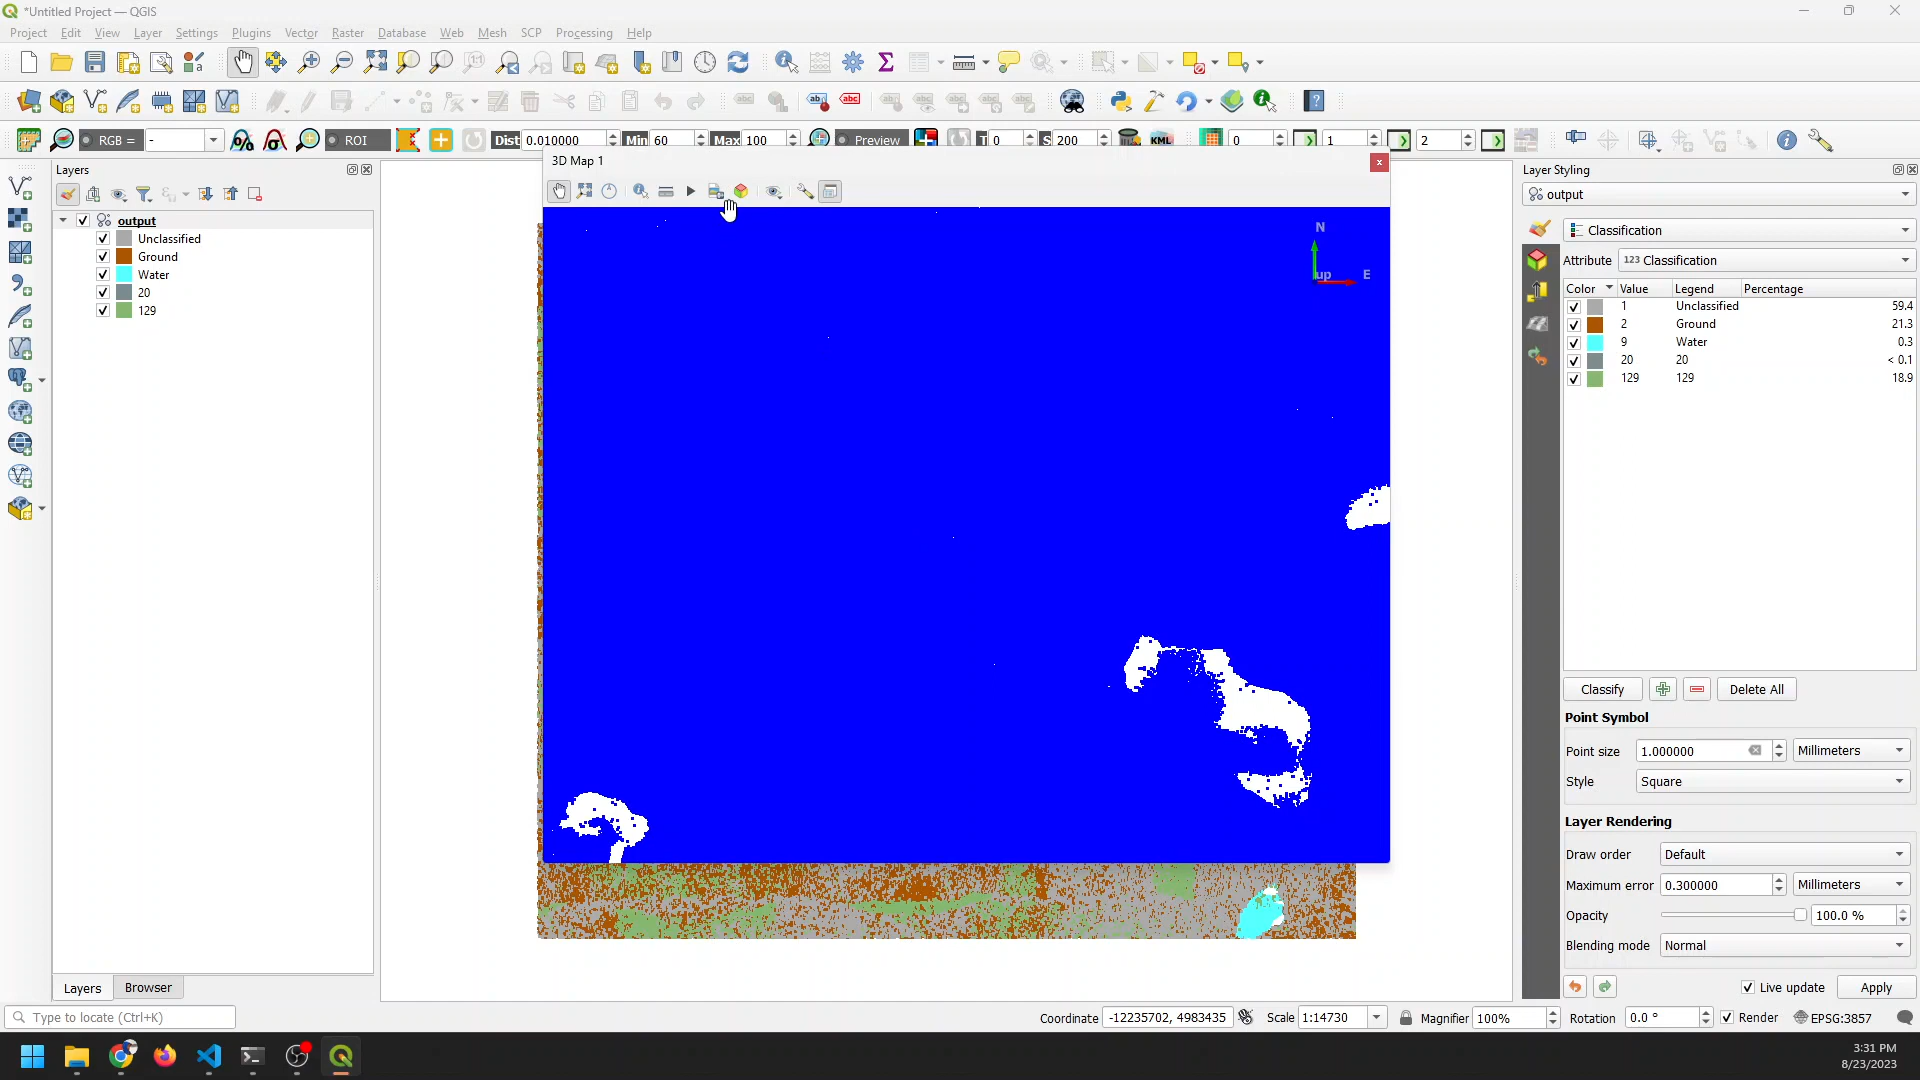 *Untitled Project — QGIS
Project Edit View Layer Settings Plugins Vector Raster Database Web Mesh SCP Processing Help
RGB = - ROI Dist 0.010000 Min 60 Max 100 Preview T 0 S 200 KML 0 1 2
Layers
output
Unclassified
Ground
Water
20
129
Layers Browser
3D Map 1
N
up E
Layer Styling
output
Classification
Attribute 123 Classification
Color Value Legend Percentage
1 Unclassified 59.4
2 Ground 21.3
9 Water 0.3
20 20 < 0.1
129 129 18.9
Classify Delete All
Point Symbol
Point size 1.000000 Millimeters
Style Square
Layer Rendering
Draw order Default
Maximum error 0.300000 Millimeters
Opacity 100.0 %
Blending mode Normal
Live update Apply
Type to locate (Ctrl+K) Coordinate -12235702, 4983435 Scale 1:14730 Magnifier 100% Rotation 0.0 ° Render EPSG:3857
3:31 PM
8/23/2023